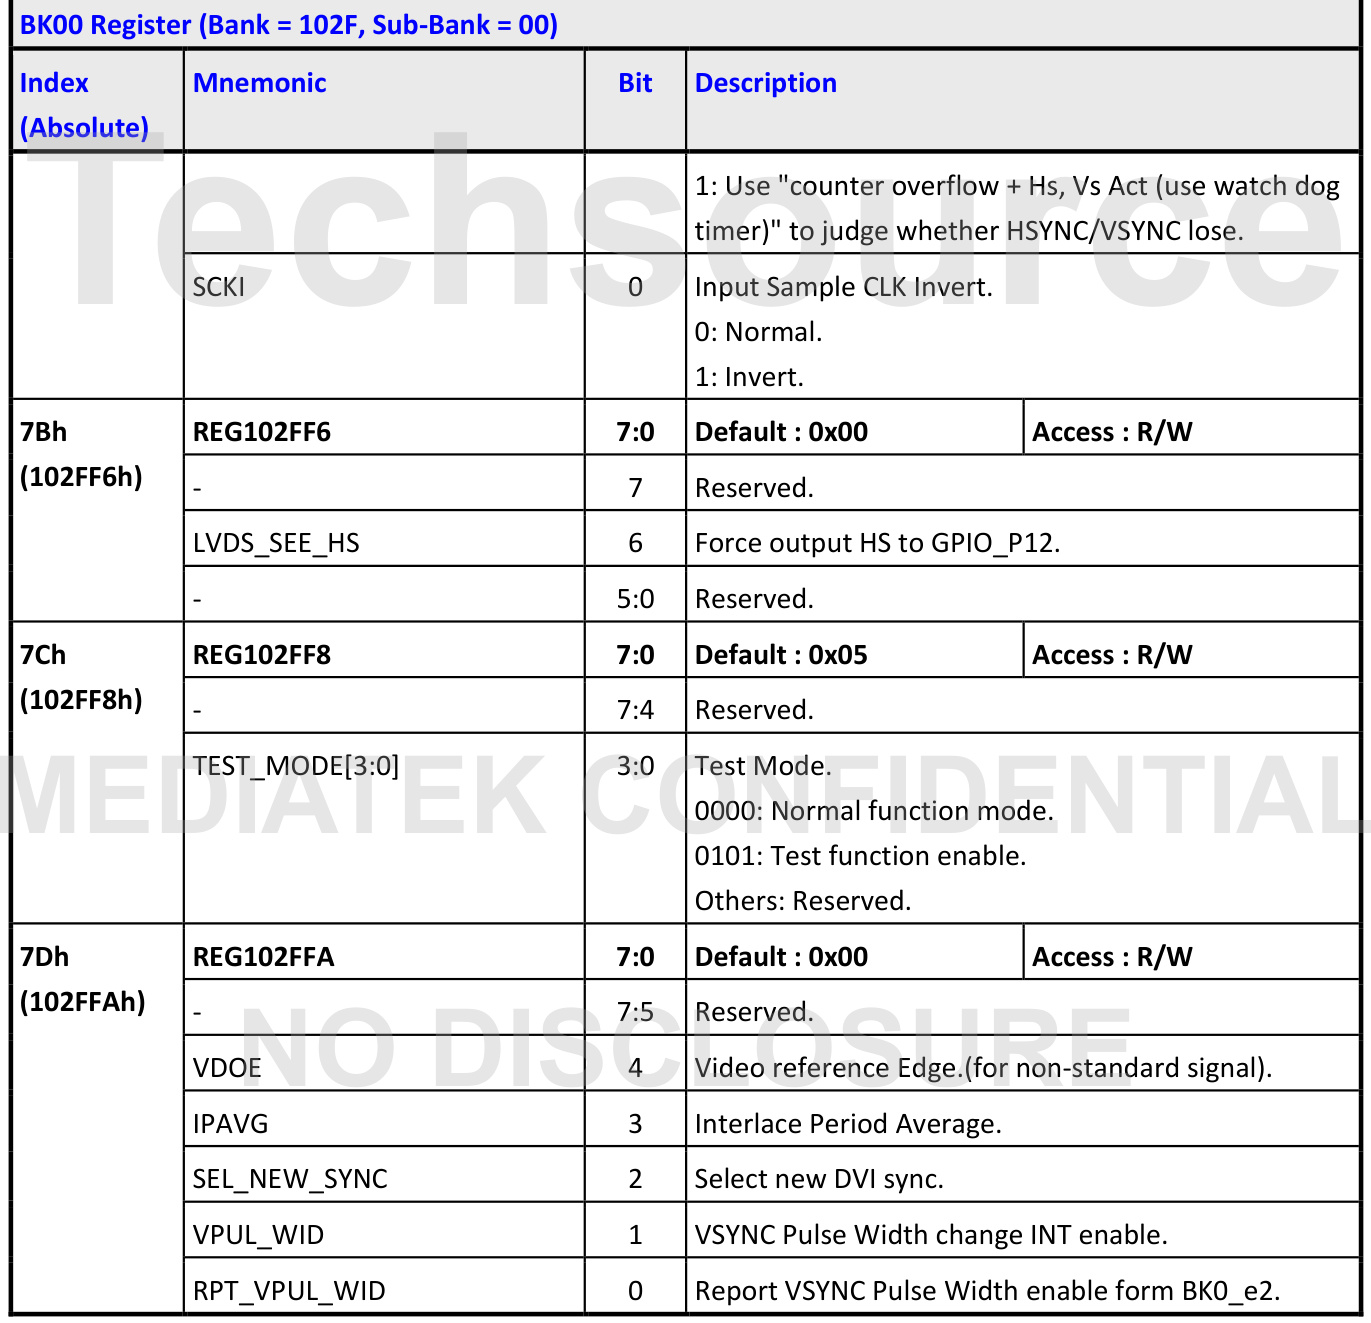 BK00 Register (Bank = 102F, Sub-Bank = 00)
Index (Absolute) Mnemonic Bit Description
1: Use "counter overflow + Hs, Vs Act (use watch dog
timer)" to judge whether HSYNC/VSYNC lose.
SCKI 0 Input Sample CLK Invert.
0: Normal.
1: Invert.
7Bh REG102FF6 7:0 Default : 0x00 Access : R/W
(102FF6h)
- 7 Reserved.
LVDS_SEE_HS 6 Force output HS to GPIO_P12.
- 5:0 Reserved.
7Ch REG102FF8 7:0 Default : 0x05 Access : R/W
(102FF8h)
- 7:4 Reserved.
TEST_MODE[3:0] 3:0 Test Mode.
0000: Normal function mode.
0101: Test function enable.
Others: Reserved.
7Dh REG102FFA 7:0 Default : 0x00 Access : R/W
(102FFAh)
- 7:5 Reserved.
VDOE 4 Video reference Edge.(for non-standard signal).
IPAVG 3 Interlace Period Average.
SEL_NEW_SYNC 2 Select new DVI sync.
VPUL_WID 1 VSYNC Pulse Width change INT enable.
RPT_VPUL_WID 0 Report VSYNC Pulse Width enable form BK0_e2.
Techsource
MEDIATEK CONFIDENTIAL
NO DISCLOSURE